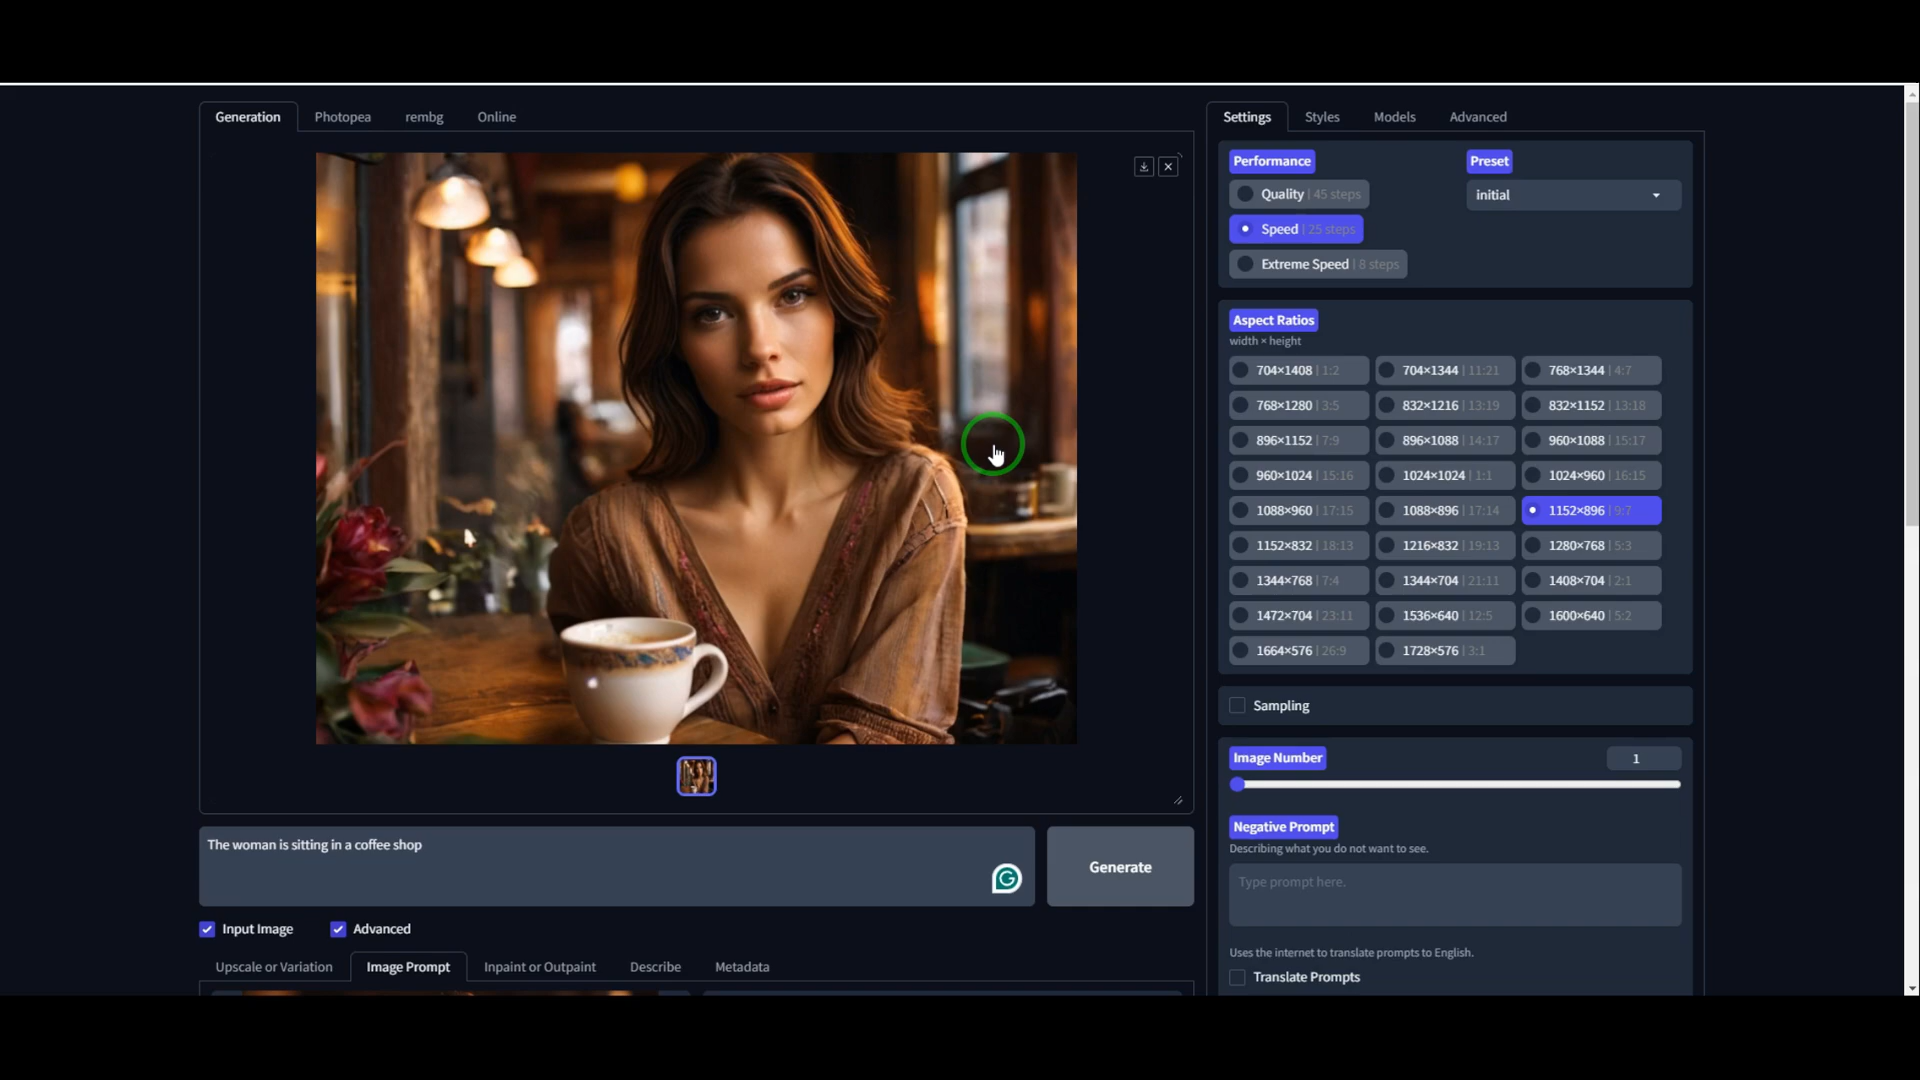 Generation Photopea rembg Online
Settings Styles Models Advanced
Performance
Quality | 45 steps
Speed | 25 steps
Extreme Speed | 8 steps
Preset
initial
Aspect Ratios
width × height
704×1408 | 1:2 704×1344 | 11:21 768×1344 | 4:7
768×1280 | 3:5 832×1216 | 13:19 832×1152 | 13:18
896×1152 | 7:9 896×1088 | 14:17 960×1088 | 15:17
960×1024 | 15:16 1024×1024 | 1:1 1024×960 | 16:15
1088×960 | 17:15 1088×896 | 17:14 1152×896 | 9:7
1152×832 | 18:13 1216×832 | 19:13 1280×768 | 5:3
1344×768 | 7:4 1344×704 | 21:11 1408×704 | 2:1
1472×704 | 23:11 1536×640 | 12:5 1600×640 | 5:2
1664×576 | 26:9 1728×576 | 3:1
Sampling
Image Number 1
Negative Prompt
Describing what you do not want to see.
Type prompt here.
Uses the internet to translate prompts to English.
Translate Prompts
The woman is sitting in a coffee shop
G
Generate
Input Image Advanced
Upscale or Variation Image Prompt Inpaint or Outpaint Describe Metadata